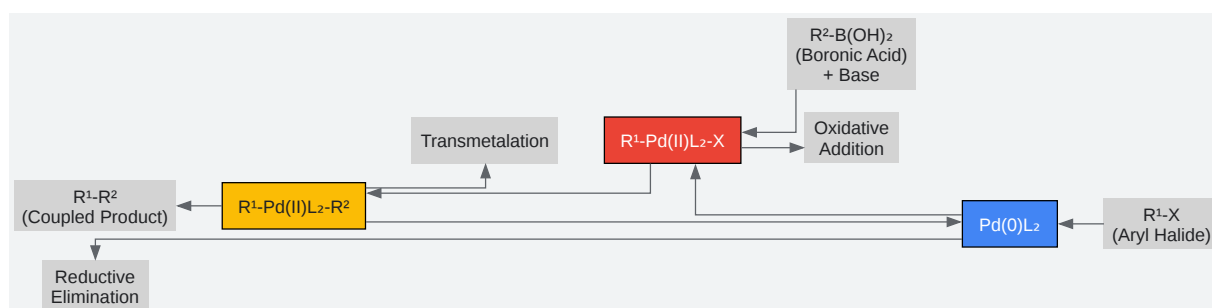 R²-B(OH)₂
(Boronic Acid)
+ Base
Transmetalation
R¹-Pd(II)L₂-X
Oxidative
Addition
R¹-R²
(Coupled Product)
R¹-Pd(II)L₂-R²
Pd(0)L₂
R¹-X
(Aryl Halide)
Reductive
Elimination